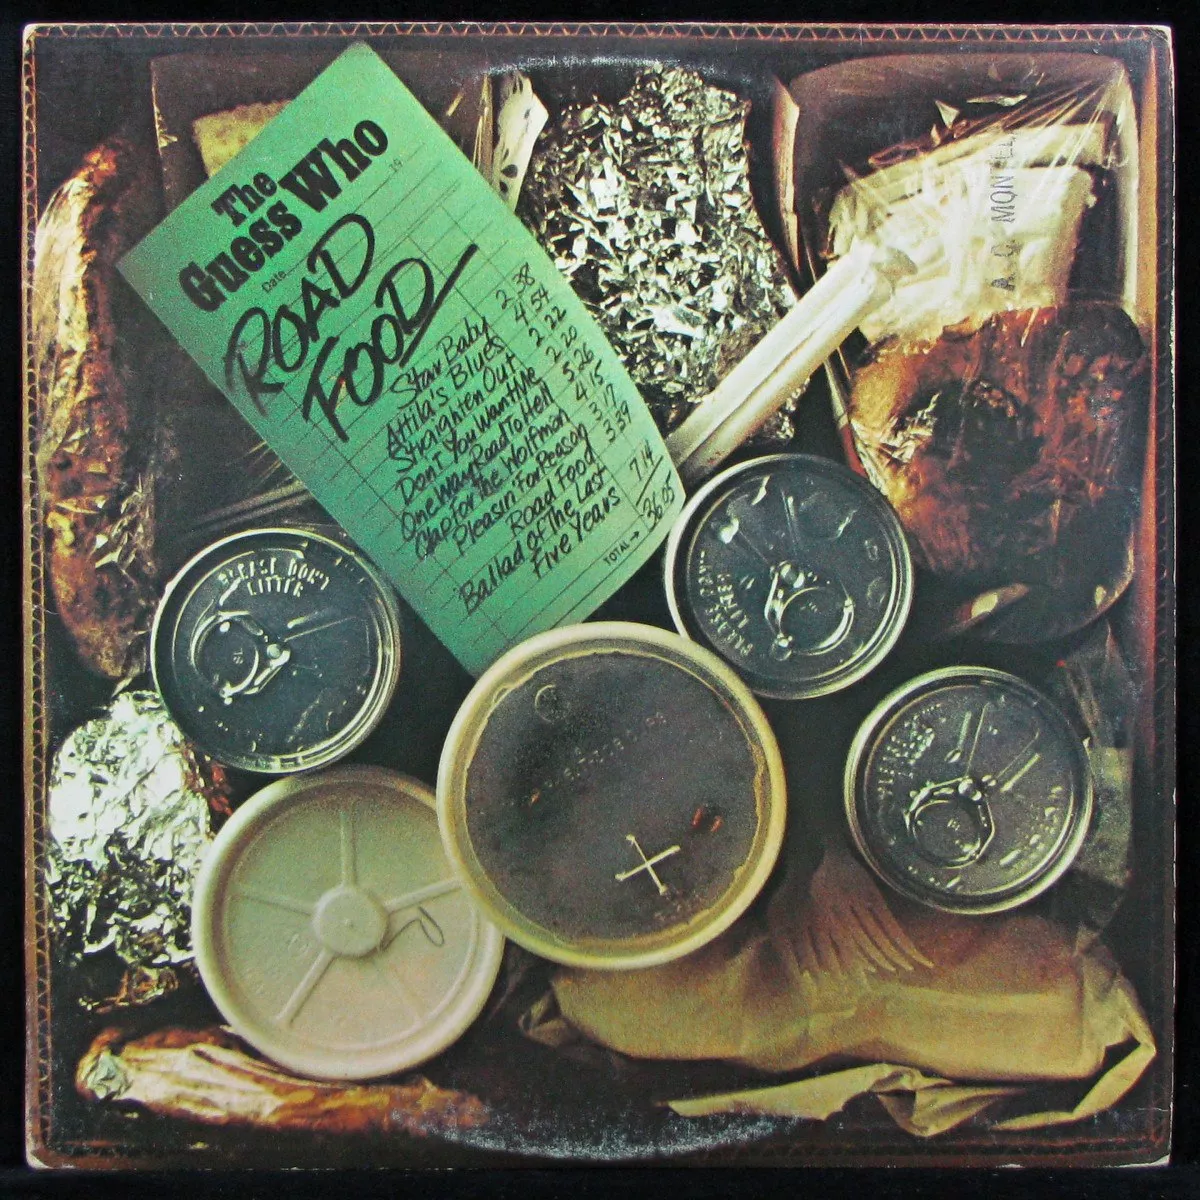 The
Guess Who
19
Date
ROAD
FOOD
Star Baby 2 38
Attila's Blues 4 54
Straighten Out 2 22
Don't You Want Me 2 20
One Way Road To Hell 5 26
Clap For The Wolfman 4 15
Pleasin' For Reason 3 17
Road Food 3 39
Ballad of The Last
Five Years 7 14
TOTAL → 36 05
PLEASE DON'T
LITTER